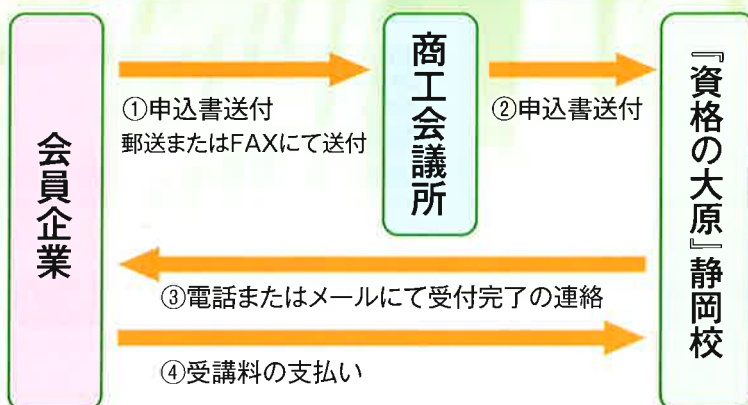 会員企業
①申込書送付
郵送またはFAXにて送付
商工会議所
②申込書送付
『資格の大原』静岡校
③電話またはメールにて受付完了の連絡
④受講料の支払い